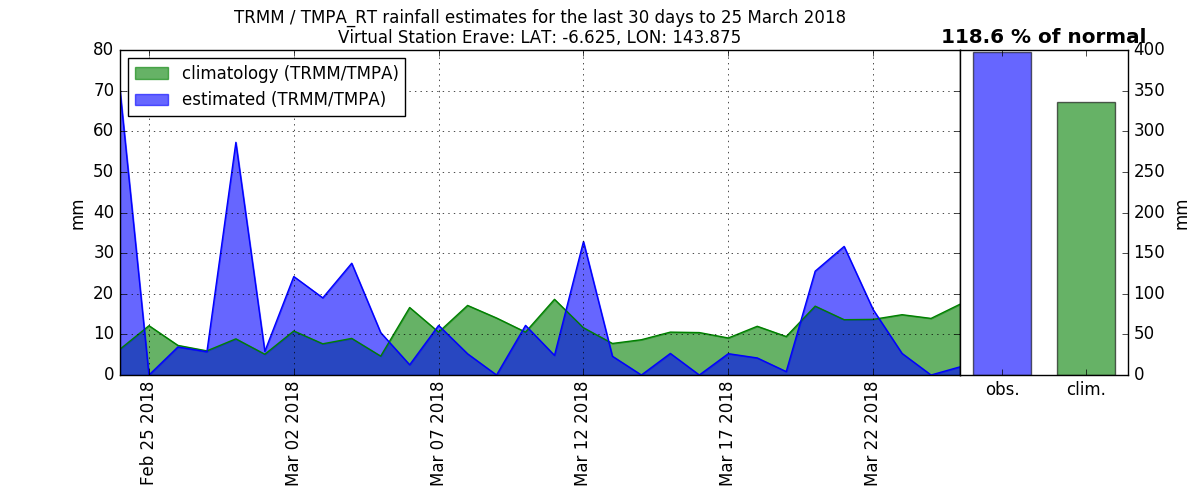 TRMM / TMPA_RT rainfall estimates for the last 30 days to 25 March 2018
Virtual Station Erave: LAT: -6.625, LON: 143.875
118.6 % of normal
climatology (TRMM/TMPA)
estimated (TRMM/TMPA)
80
70
60
50
40
30
20
10
0
mm
Feb 25 2018
Mar 02 2018
Mar 07 2018
Mar 12 2018
Mar 17 2018
Mar 22 2018
obs.
clim.
400
350
300
250
200
150
100
50
0
mm